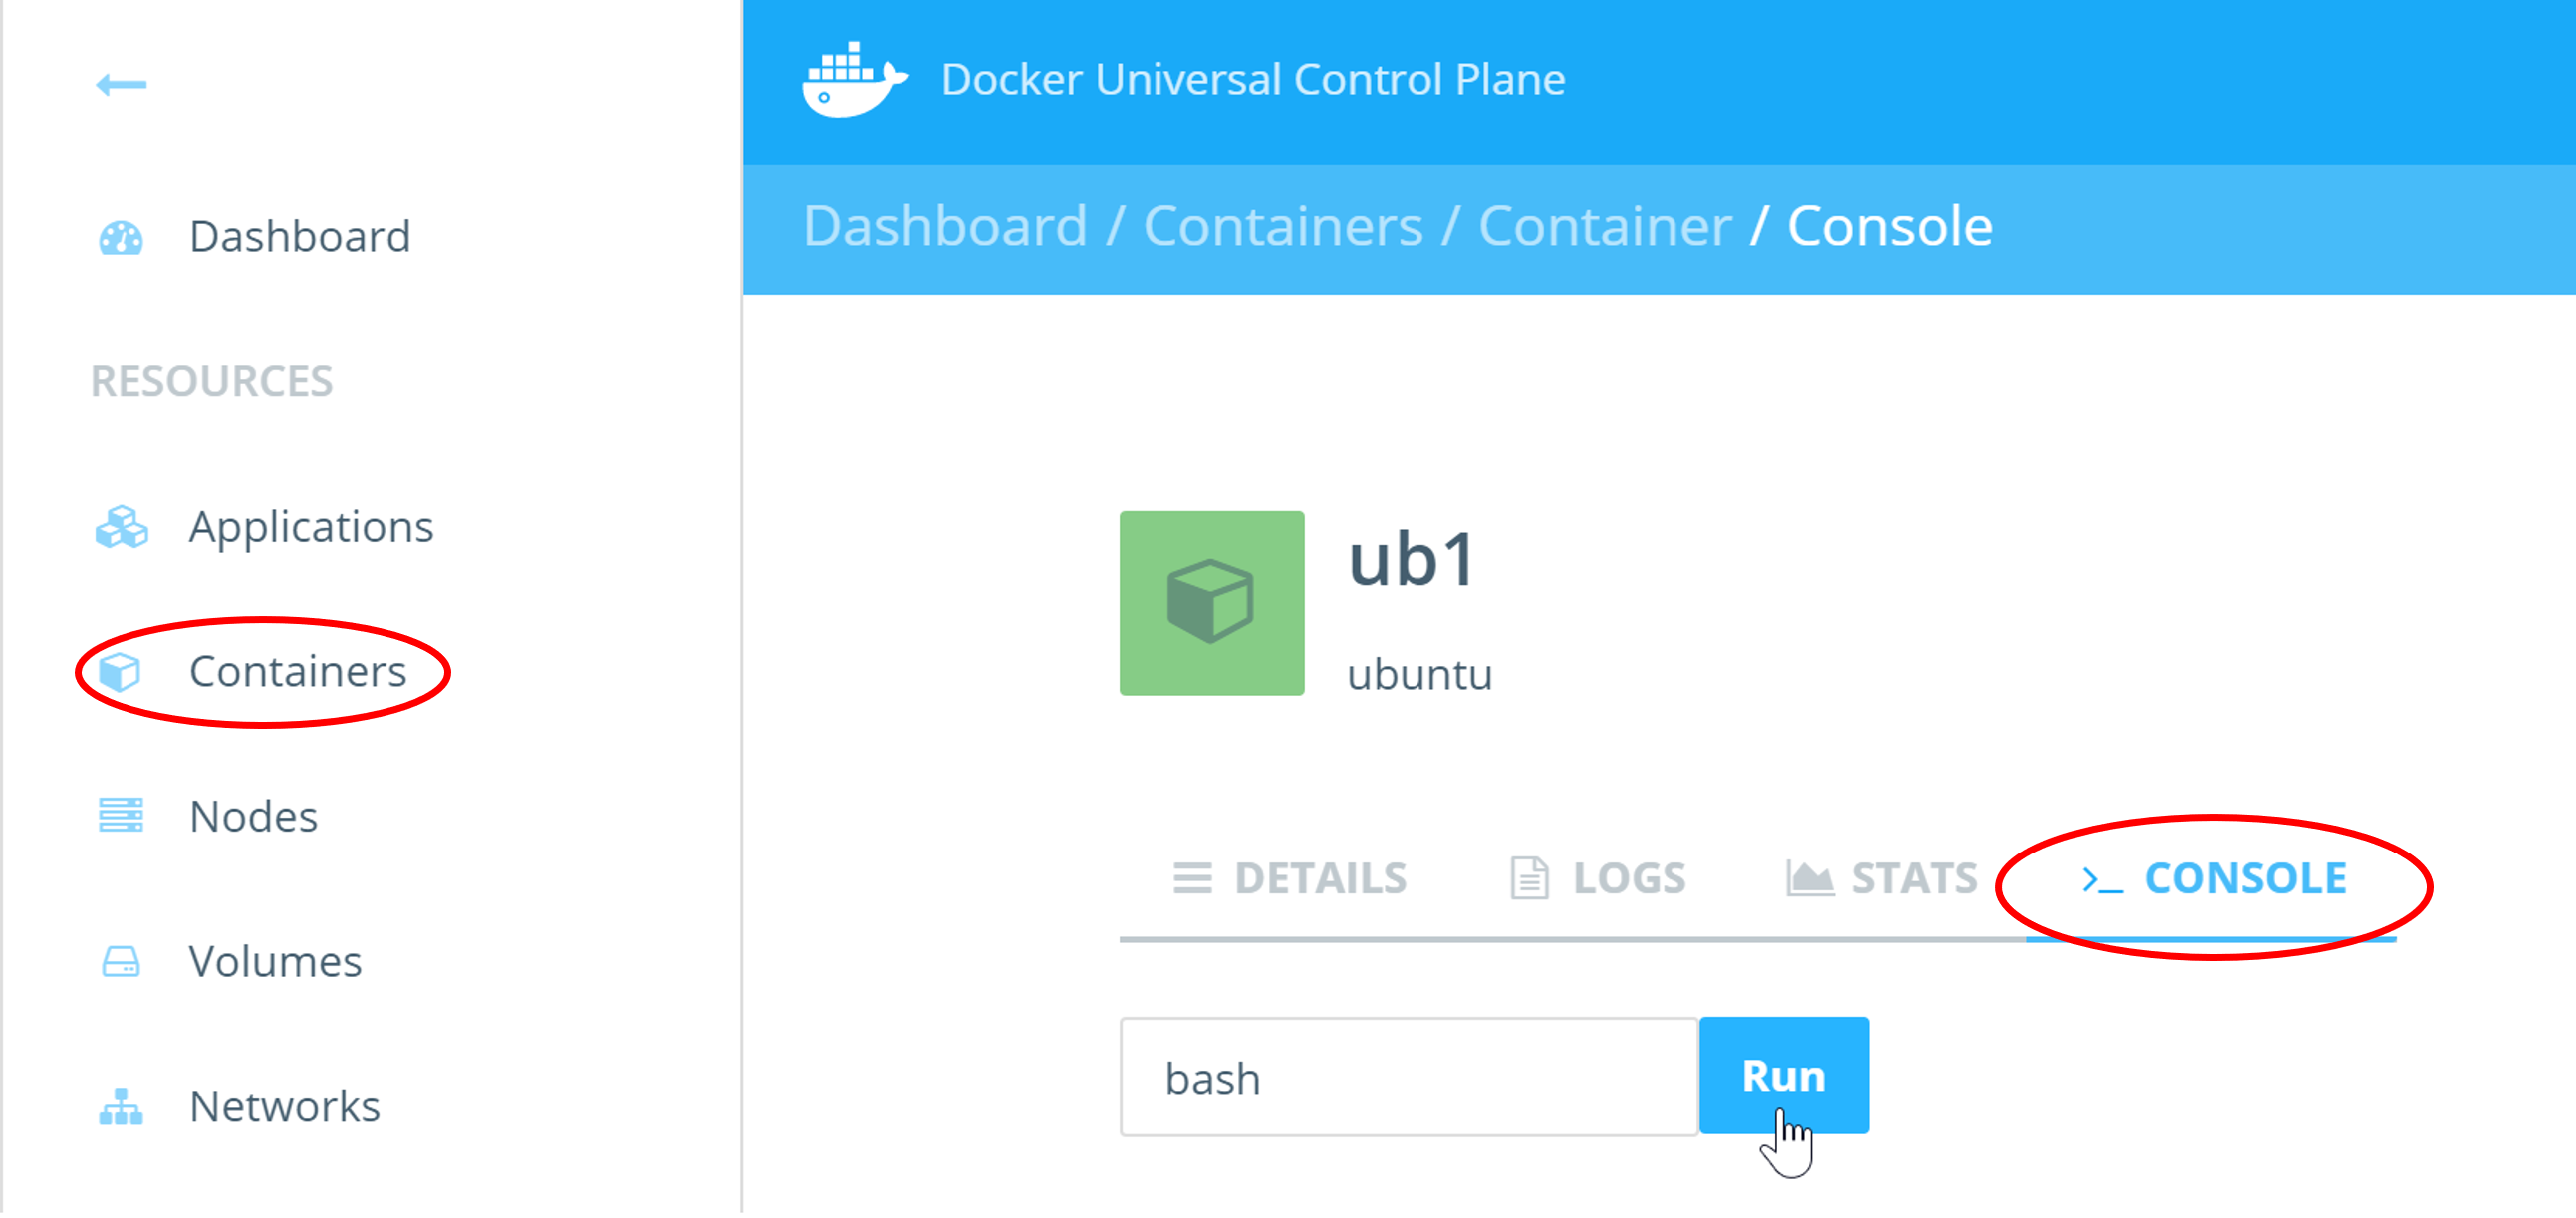 Dashboard
RESOURCES
Applications
Containers
Nodes
Volumes
Networks
Docker Universal Control Plane
Dashboard / Containers / Container / Console
ub1
ubuntu
DETAILS LOGS STATS >_ CONSOLE
bash Run